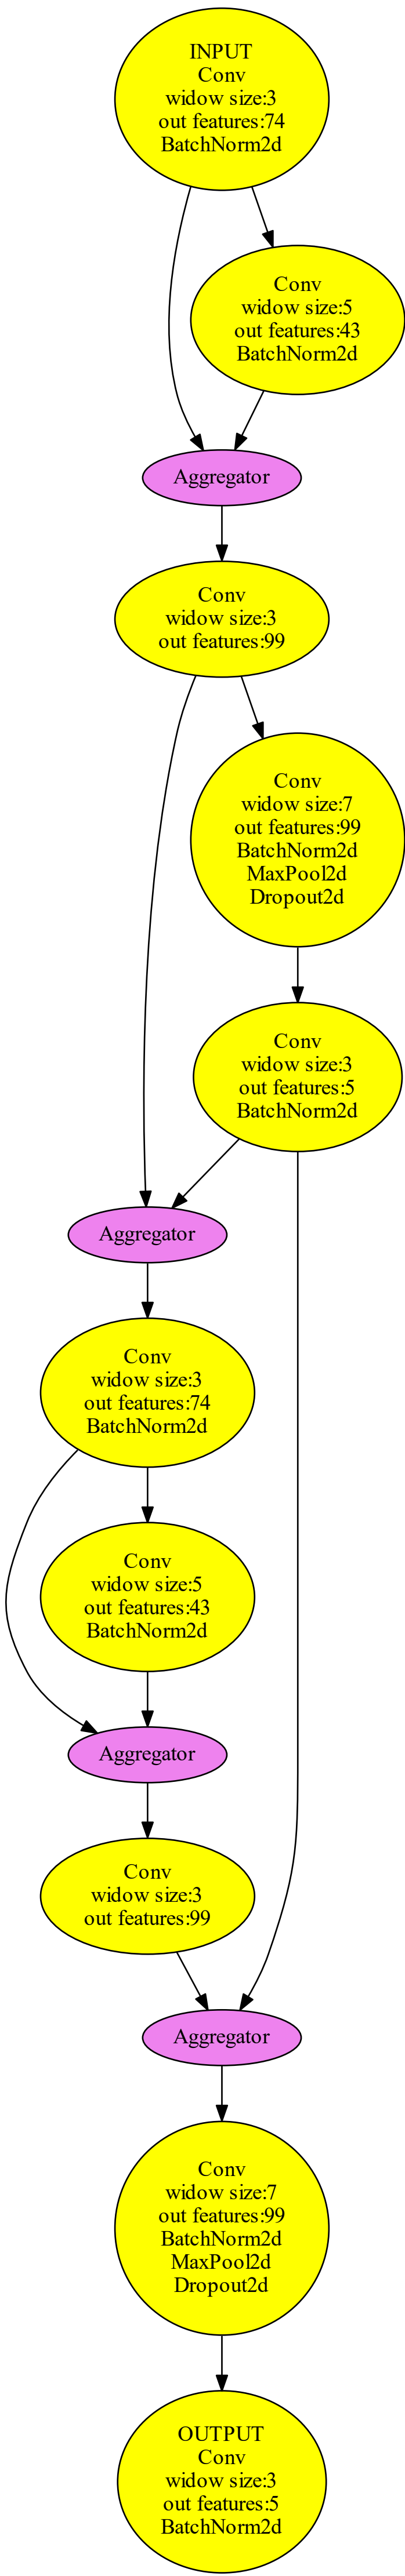 INPUT
Conv
widow size:3
out features:74
BatchNorm2d
Conv
widow size:5
out features:43
BatchNorm2d
Aggregator
Conv
widow size:3
out features:99
Conv
widow size:7
out features:99
BatchNorm2d
MaxPool2d
Dropout2d
Conv
widow size:3
out features:5
BatchNorm2d
Aggregator
Conv
widow size:3
out features:74
BatchNorm2d
Conv
widow size:5
out features:43
BatchNorm2d
Aggregator
Conv
widow size:3
out features:99
Aggregator
Conv
widow size:7
out features:99
BatchNorm2d
MaxPool2d
Dropout2d
OUTPUT
Conv
widow size:3
out features:5
BatchNorm2d